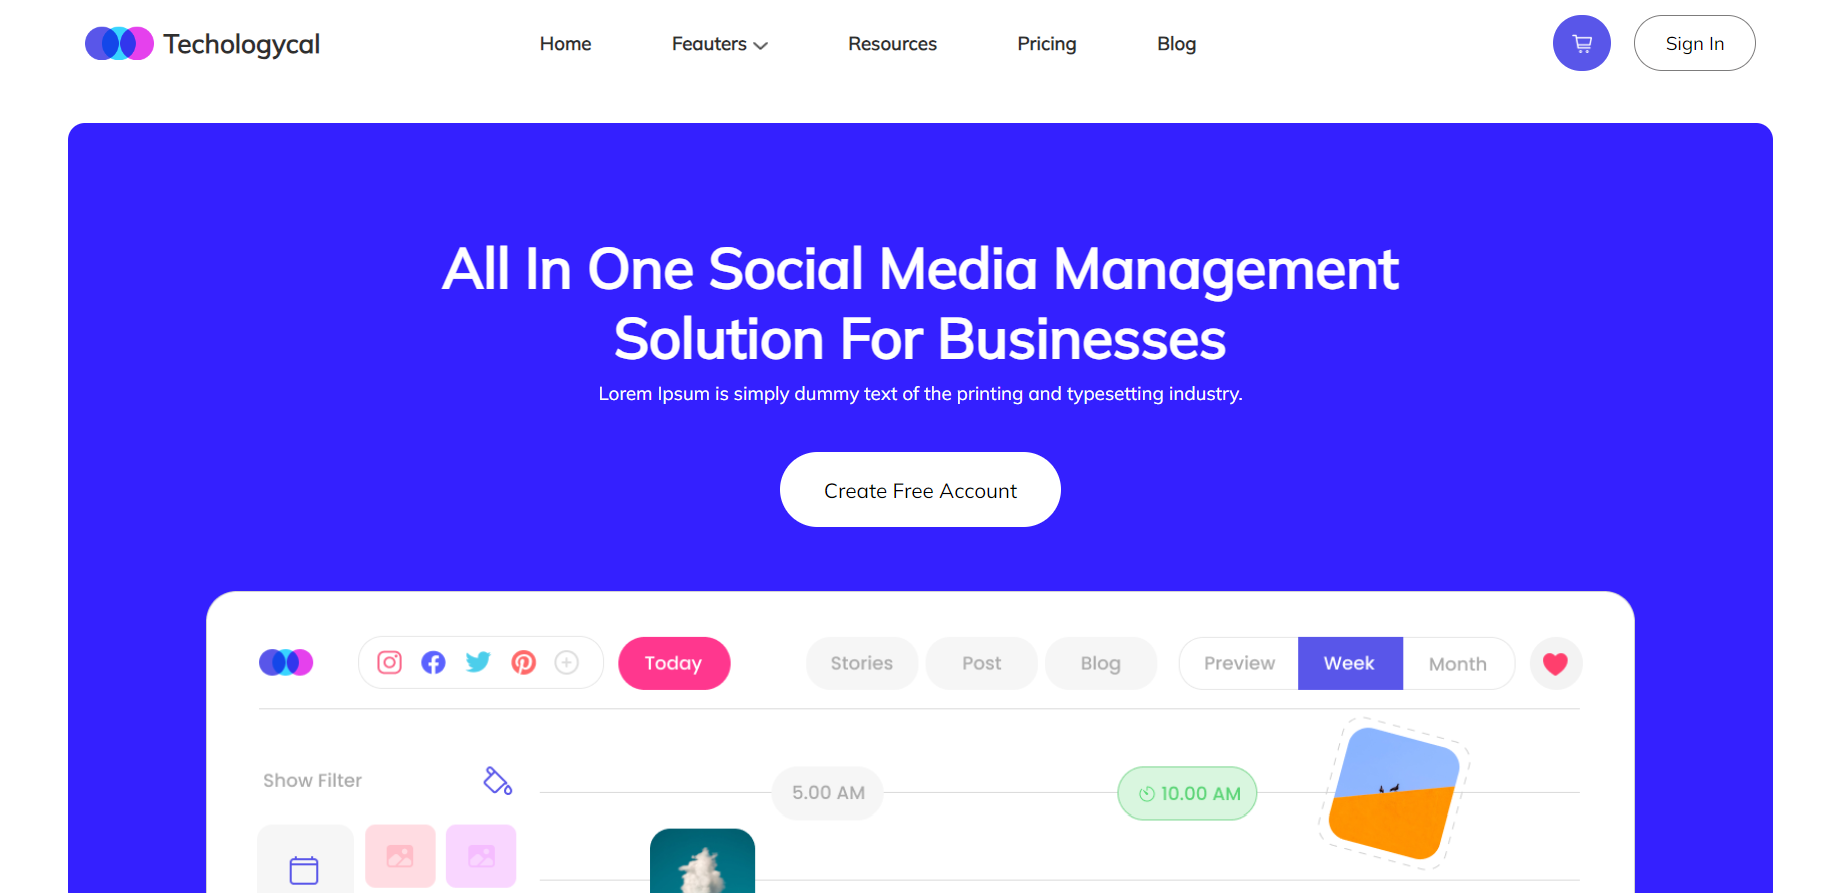 Techologycal
Home
Feauters
Resources
Pricing
Blog
Sign In
All In One Social Media Management
Solution For Businesses
Lorem Ipsum is simply dummy text of the printing and typesetting industry.
Create Free Account
Today
Stories
Post
Blog
Preview
Week
Month
Show Filter
5.00 AM
10.00 AM